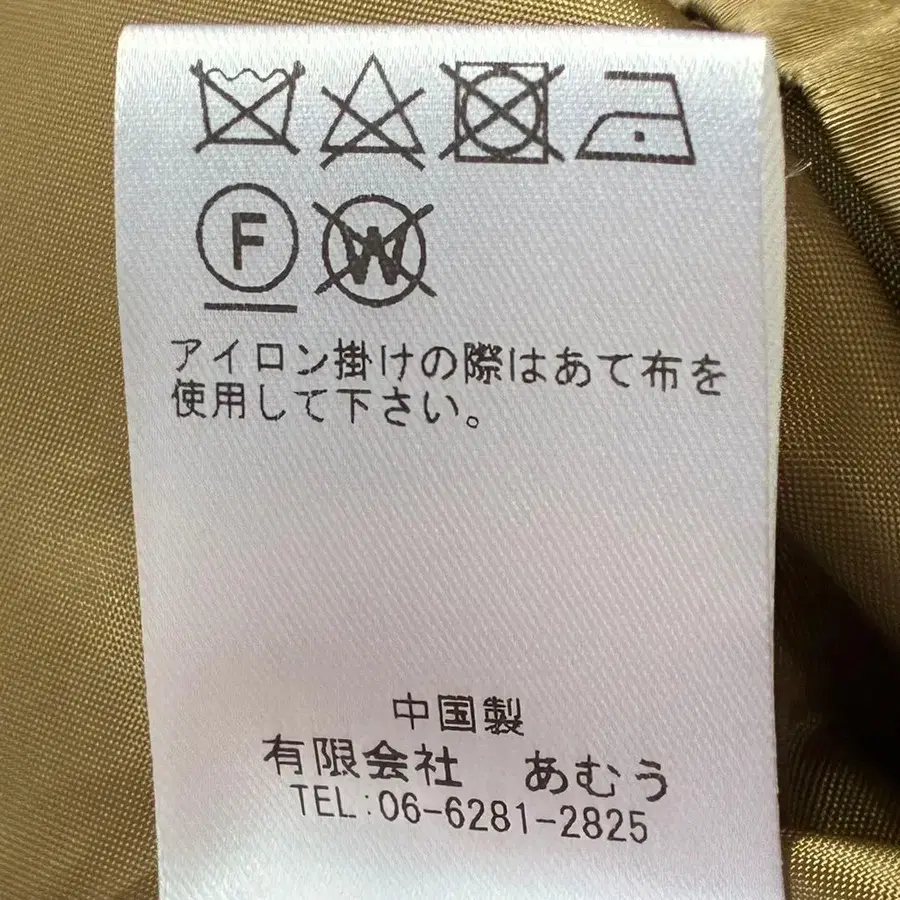 F W
アイロン掛けの際はあて布を
使用して下さい。
中国製
有限会社 あむう
TEL:06-6281-2825